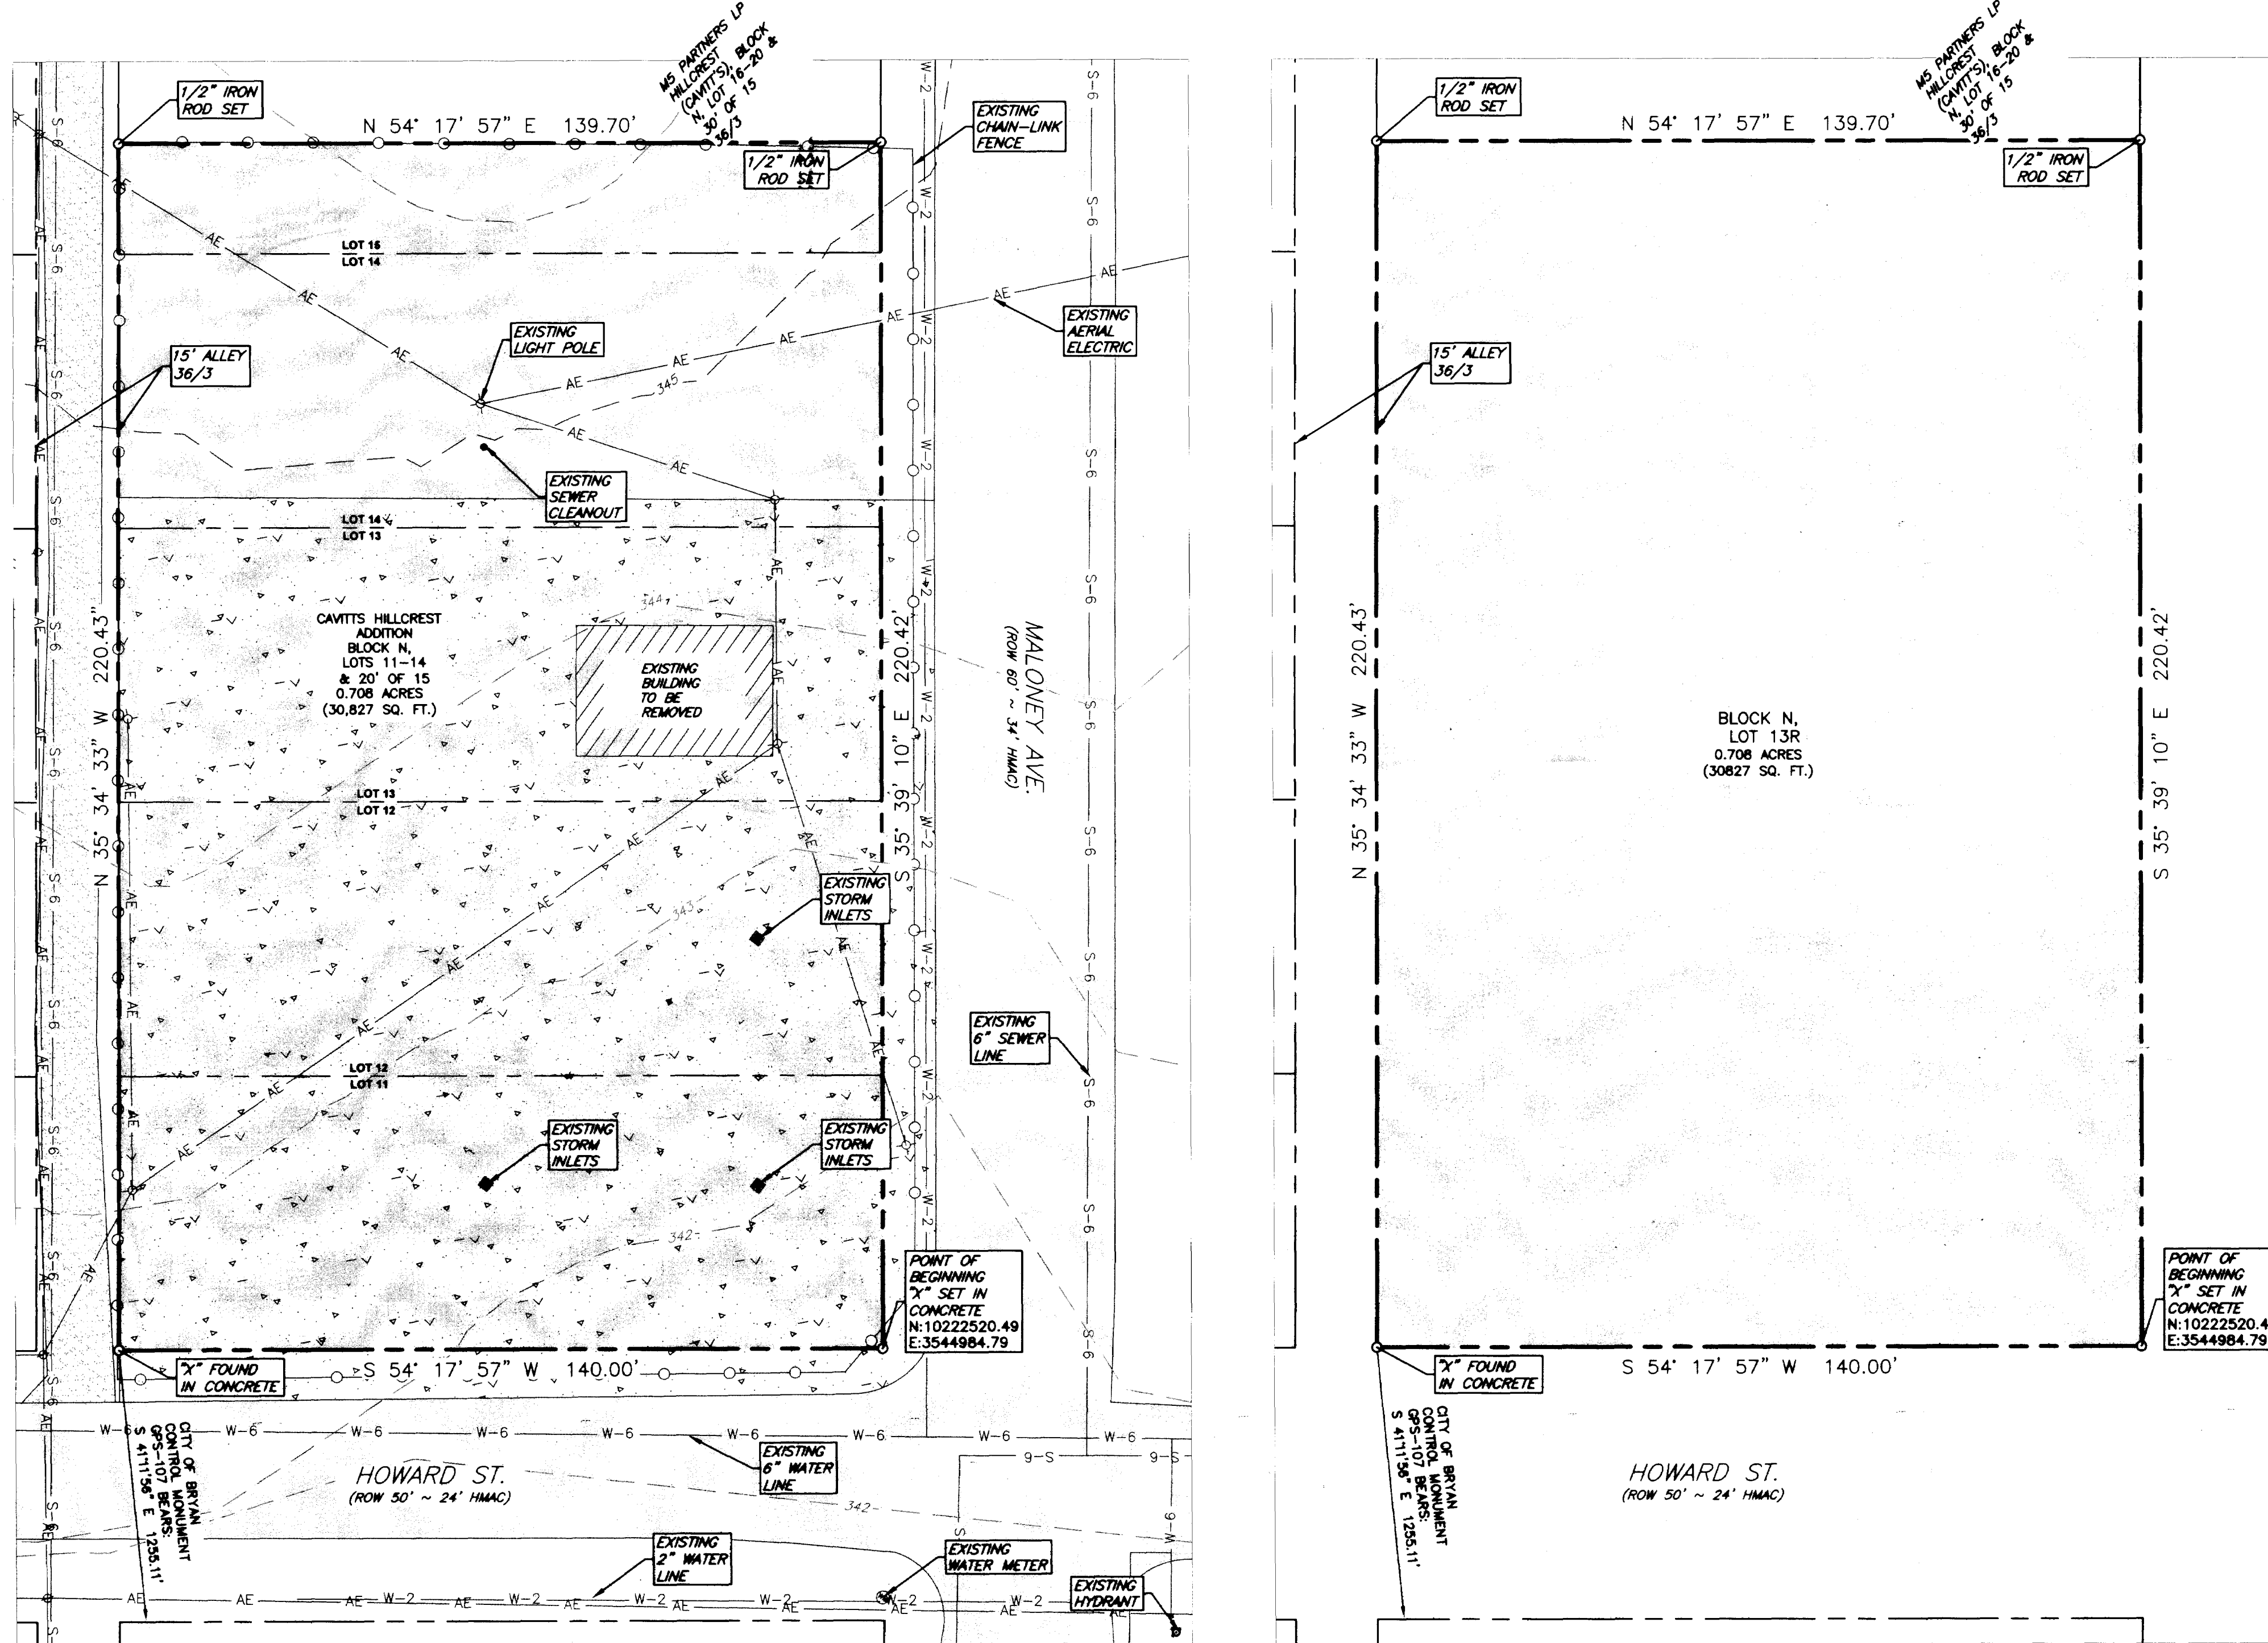 M5 PARTNERS LP
HILLCREST
(CAVITT'S), BLOCK
N, LOT 16-20 &
30' OF 15
36/3
1/2" IRON
ROD SET
N 54° 17' 57" E 139.70'
1/2" IRON
ROD SET
EXISTING
CHAIN-LINK
FENCE
LOT 15
LOT 14
EXISTING
LIGHT POLE
EXISTING
AERIAL
ELECTRIC
15' ALLEY
36/3
345
EXISTING
SEWER
CLEANOUT
LOT 14
LOT 13
344
CAVITTS HILLCREST
ADDITION
BLOCK N,
LOTS 11-14
& 20' OF 15
0.708 ACRES
(30,827 SQ. FT.)
EXISTING
BUILDING
TO BE
REMOVED
N 35° 34' 33" W 220.43'
S 35° 39' 10" E 220.42'
MALONEY AVE.
(ROW 60' ~ 34' HMAC)
LOT 13
LOT 12
EXISTING
STORM
INLETS
343
EXISTING
6" SEWER
LINE
LOT 12
LOT 11
EXISTING
STORM
INLETS
EXISTING
STORM
INLETS
342
POINT OF
BEGINNING
"X" SET IN
CONCRETE
N:10222520.49
E:3544984.79
"X" FOUND
IN CONCRETE
S 54° 17' 57" W 140.00'
CITY OF BRYAN
CONTROL MONUMENT
GPS-107 BEARS:
S 41°11'56" E 1255.11'
W-6 W-6 W-6 W-6 W-6 W-6 W-6 W-6 W-6
EXISTING
6" WATER
LINE
HOWARD ST.
(ROW 50' ~ 24' HMAC)
342
EXISTING
2" WATER
LINE
EXISTING
WATER METER
EXISTING
HYDRANT
M5 PARTNERS LP
HILLCREST
(CAVITT'S), BLOCK
N, LOT 16-20 &
30' OF 15
36/3
1/2" IRON
ROD SET
N 54° 17' 57" E 139.70'
1/2" IRON
ROD SET
15' ALLEY
36/3
N 35° 34' 33" W 220.43'
BLOCK N,
LOT 13R
0.708 ACRES
(30827 SQ. FT.)
S 35° 39' 10" E 220.42'
POINT OF
BEGINNING
"X" SET IN
CONCRETE
N:10222520.4
E:3544984.79
"X" FOUND
IN CONCRETE
S 54° 17' 57" W 140.00'
CITY OF BRYAN
CONTROL MONUMENT
GPS-107 BEARS:
S 41°11'56" E 1255.11'
HOWARD ST.
(ROW 50' ~ 24' HMAC)